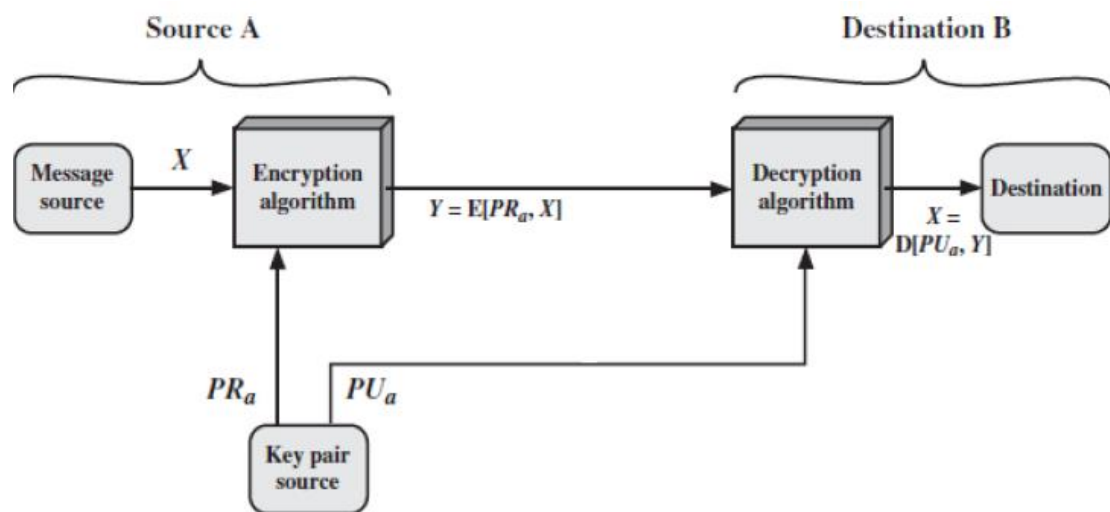 Source A
Destination B
Message
source
X
Encryption
algorithm
Y = E[PRa, X]
Decryption
algorithm
X =
D[PUa, Y]
Destination
PRa
PUa
Key pair
source